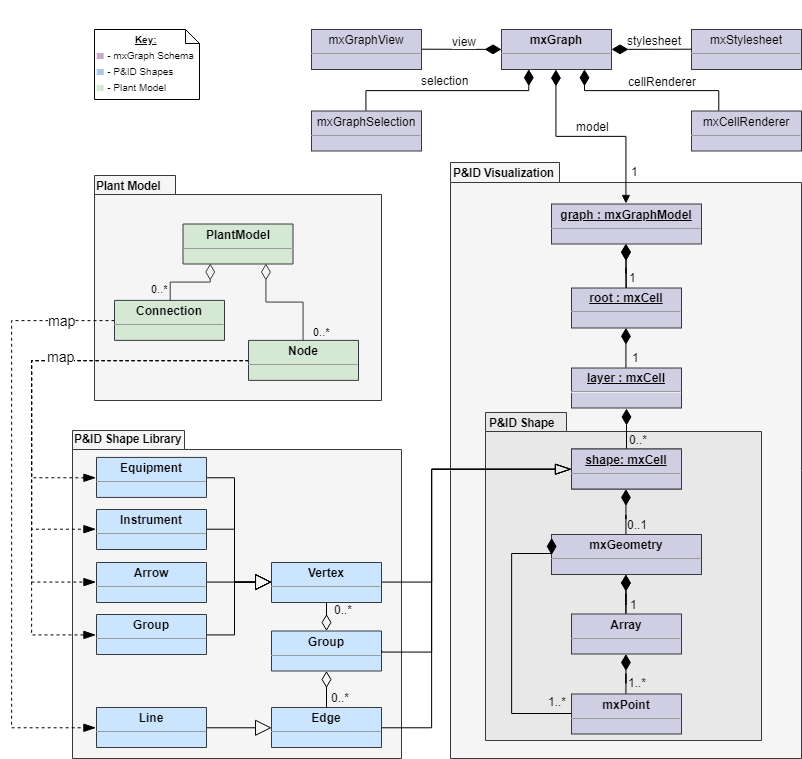 Key:
- mxGraph Schema
- P&ID Shapes
- Plant Model
mxGraphView
view
mxGraph
stylesheet
mxStylesheet
selection
cellRenderer
mxGraphSelection
model
mxCellRenderer
1
Plant Model
PlantModel
0..*
Connection
map
0..*
Node
map
P&ID Visualization
graph : mxGraphModel
1
root : mxCell
1
layer : mxCell
P&ID Shape
0..*
shape: mxCell
0..1
mxGeometry
1
Array
1..*
1..*
mxPoint
P&ID Shape Library
Equipment
Instrument
Arrow
Vertex
0..*
Group
Group
0..*
Line
Edge